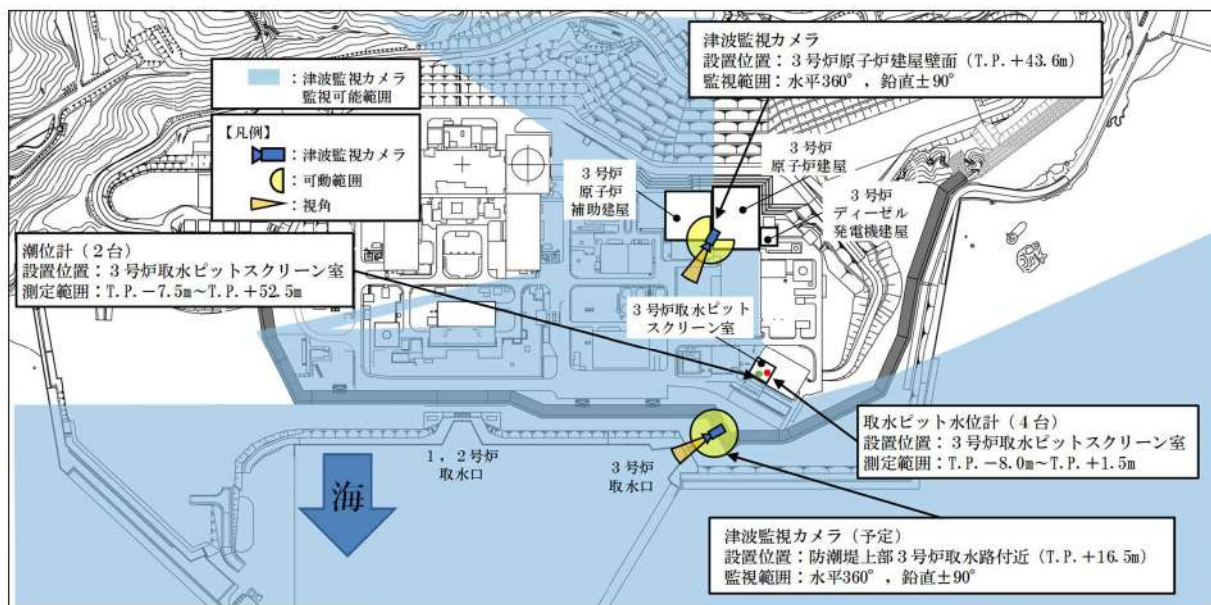 津波監視カメラ
設置位置：３号炉原子炉建屋壁面（T.P.＋43.6m）
監視範囲：水平360°，鉛直±90°
：津波監視カメラ
監視可能範囲
【凡例】
：津波監視カメラ
：可動範囲
：視角
３号炉
原子炉建屋
３号炉
原子炉
補助建屋
３号炉
ディーゼル
発電機建屋
潮位計（２台）
設置位置：３号炉取水ピットスクリーン室
測定範囲：T.P.－7.5m～T.P.＋52.5m
３号炉取水ピット
スクリーン室
取水ピット水位計（４台）
設置位置：３号炉取水ピットスクリーン室
測定範囲：T.P.－8.0m～T.P.＋1.5m
１，２号炉
取水口
３号炉
取水口
海
津波監視カメラ（予定）
設置位置：防潮堤上部３号炉取水路付近（T.P.＋16.5m）
監視範囲：水平360°，鉛直±90°